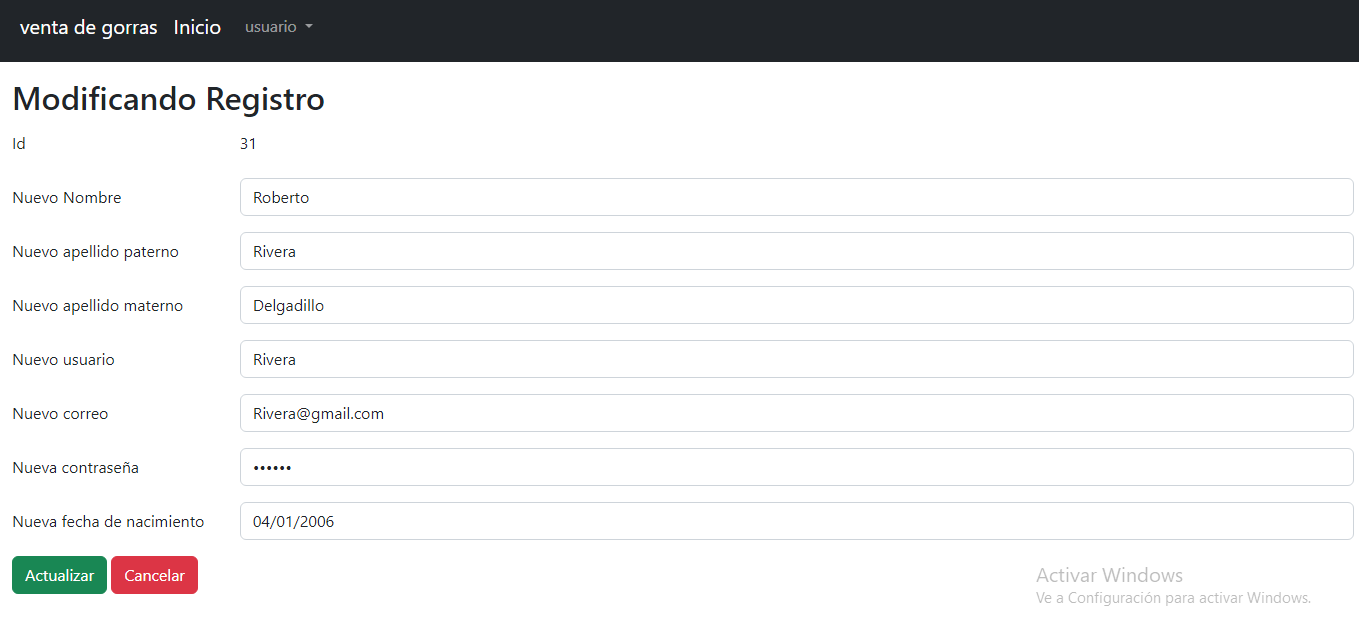 venta de gorras Inicio usuario
Modificando Registro
Id 31
Nuevo Nombre Roberto
Nuevo apellido paterno Rivera
Nuevo apellido materno Delgadillo
Nuevo usuario Rivera
Nuevo correo Rivera@gmail.com
Nueva contraseña ••••••
Nueva fecha de nacimiento 04/01/2006
Actualizar Cancelar
Activar Windows
Ve a Configuración para activar Windows.